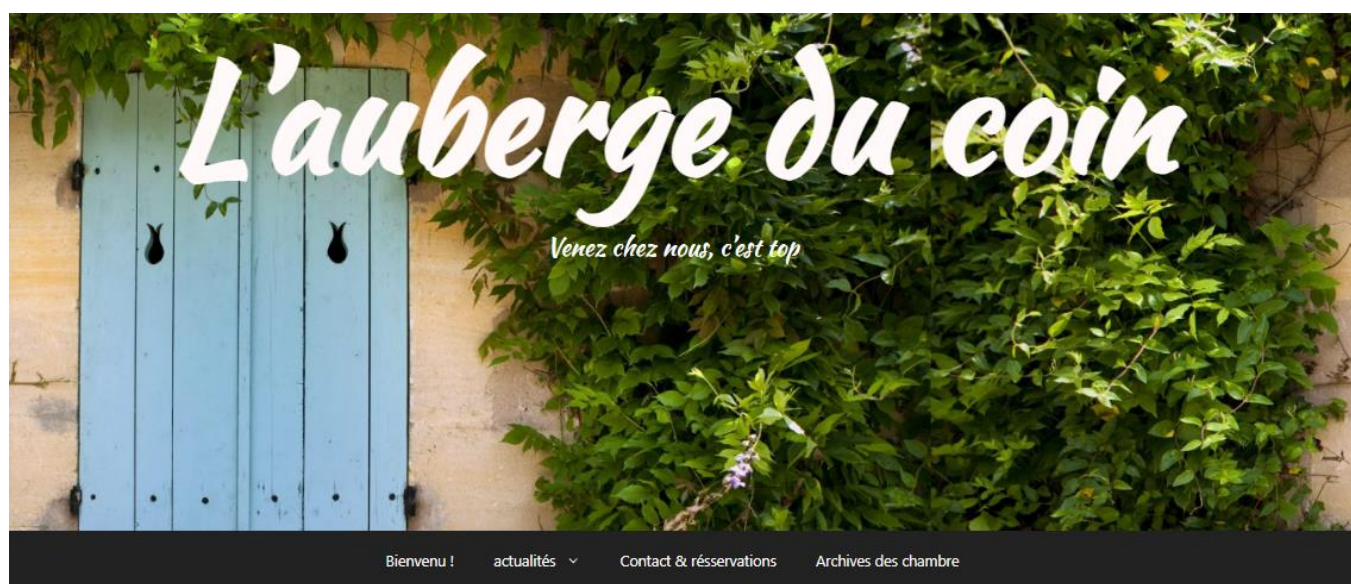 L'auberge du coin
Venez chez nous, c'est top
Bienvenu ! actualités Contact & résservations Archives des chambre